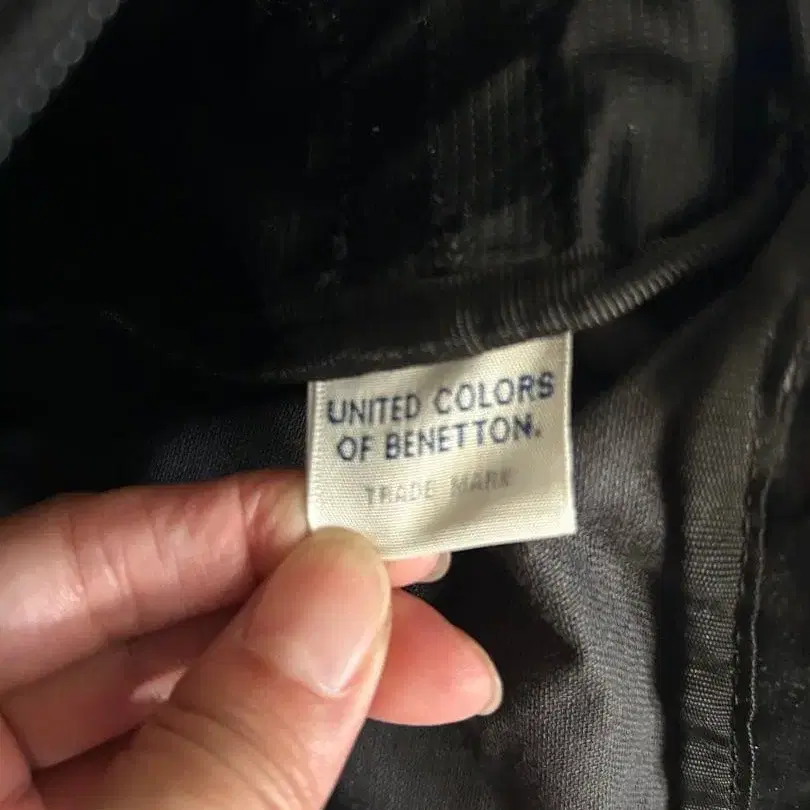 UNITED COLORS
OF BENETTON.
TRADE MARK